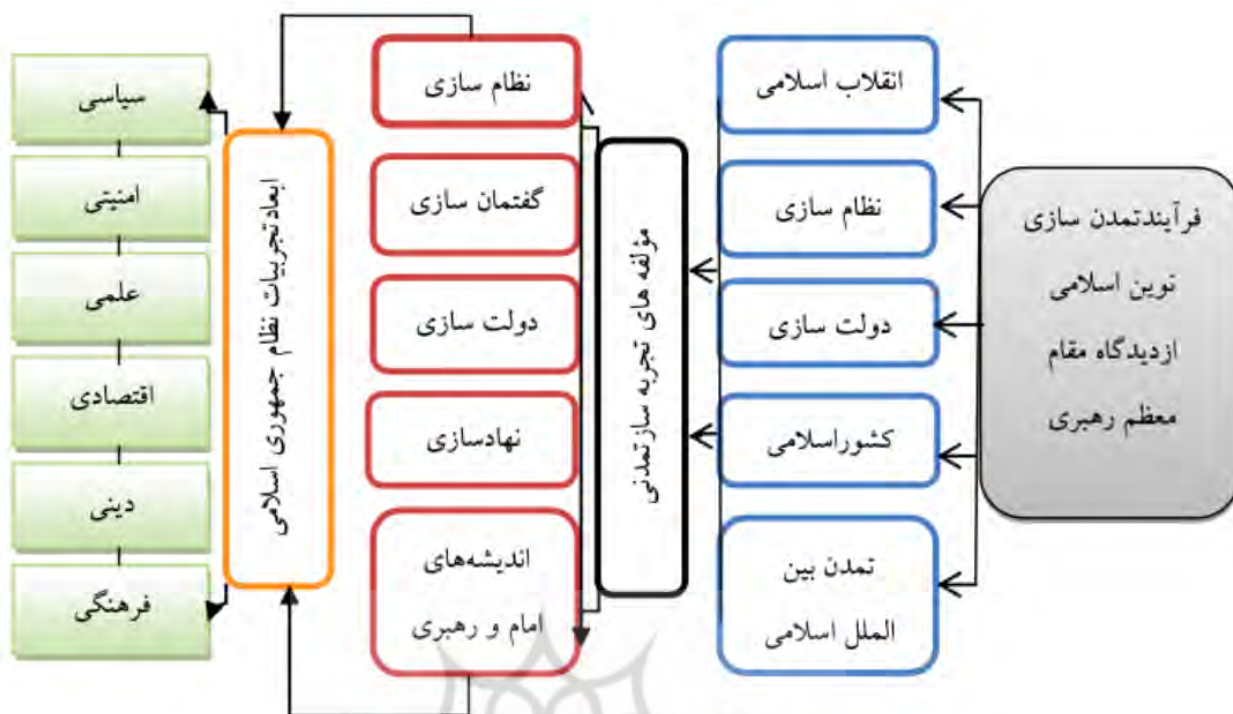 فرآیندتمدن سازی
نوین اسلامی
ازدیدگاه مقام
معظم رهبری
انقلاب اسلامی
نظام سازی
دولت سازی
کشوراسلامی
تمدن بین
الملل اسلامی
مؤلفه های تجربه سازتمدنی
نظام سازی
گفتمان سازی
دولت سازی
نهادسازی
اندیشه‌های
امام و رهبری
ابعادتجربیات نظام جمهوری اسلامی
سیاسی
امنیتی
علمی
اقتصادی
دینی
فرهنگی